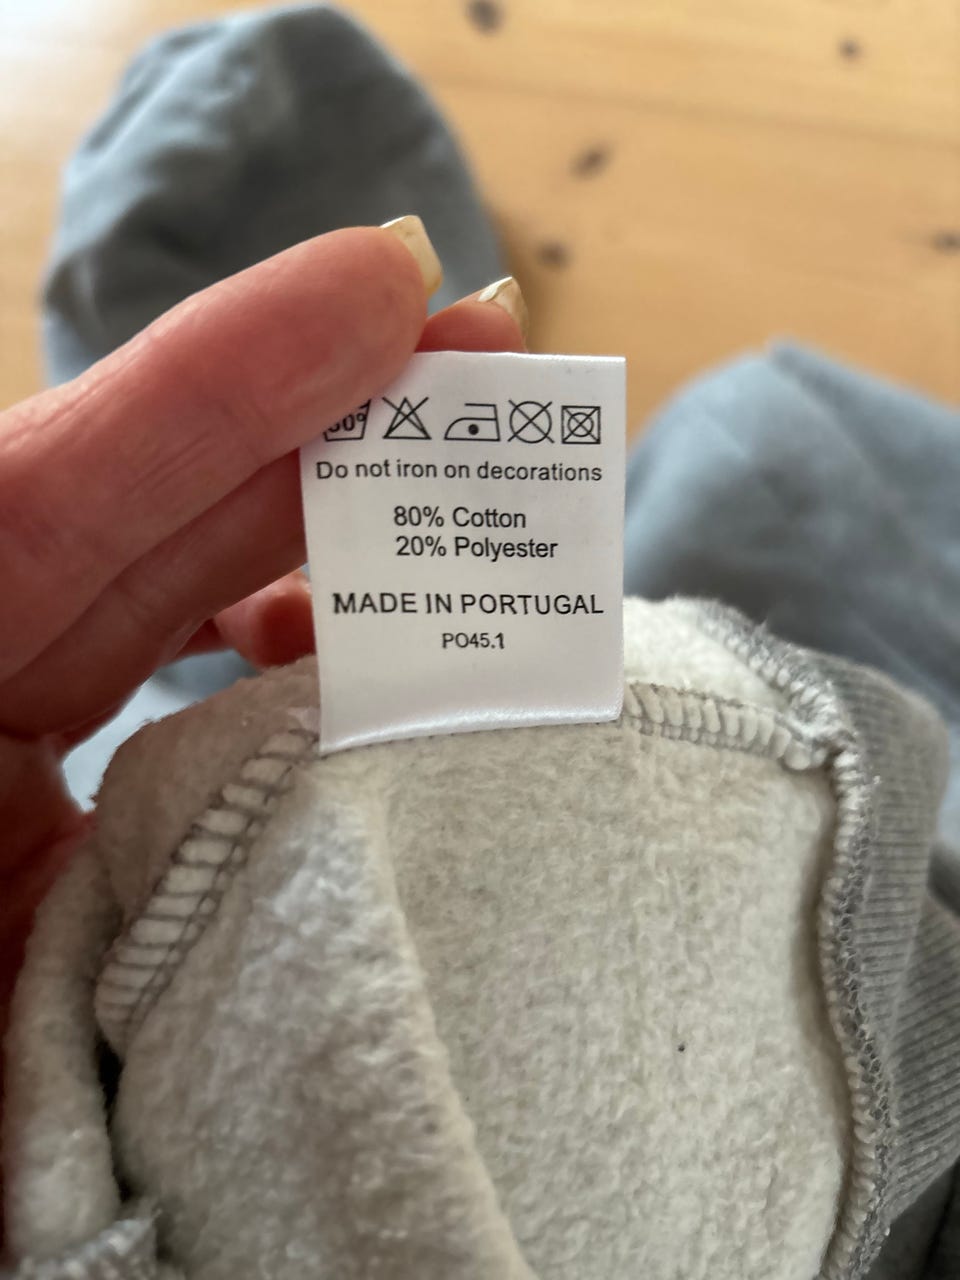 Do not iron on decorations
80% Cotton
20% Polyester
MADE IN PORTUGAL
PO45.1